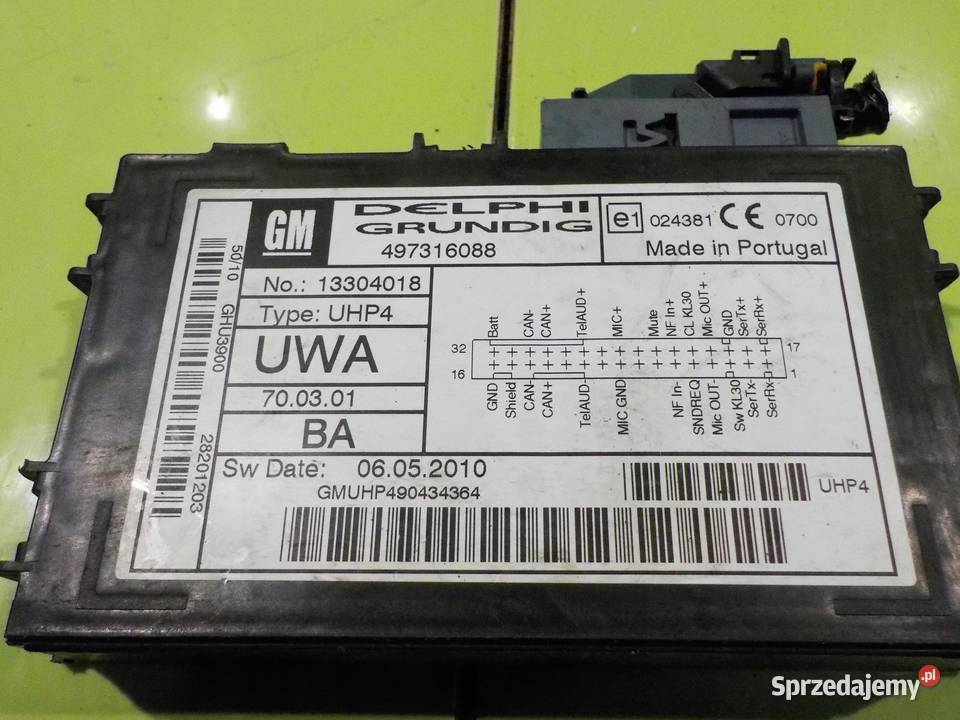 GM
DELPHI
GRUNDIG
497316088
e1 024381 CE 0700
Made in Portugal
No.: 13304018
Type: UHP4
UWA
70.03.01
BA
Sw Date: 06.05.2010
GMUHP490434364
UHP4
50/10 GHU3900 28201203
Batt
CAN-
CAN+
TelAUD+
MIC+
Mute
NF In+
CL KL30
Mic OUT+
GND
SerTx+
SerRx+
32 17
16 1
GND
Shield
CAN-
CAN+
TelAUD-
MIC GND
NF In-
SNDREQ
Mic OUT-
Sw KL30
SerTx-
SerRx-
Sprzedajemy.pl